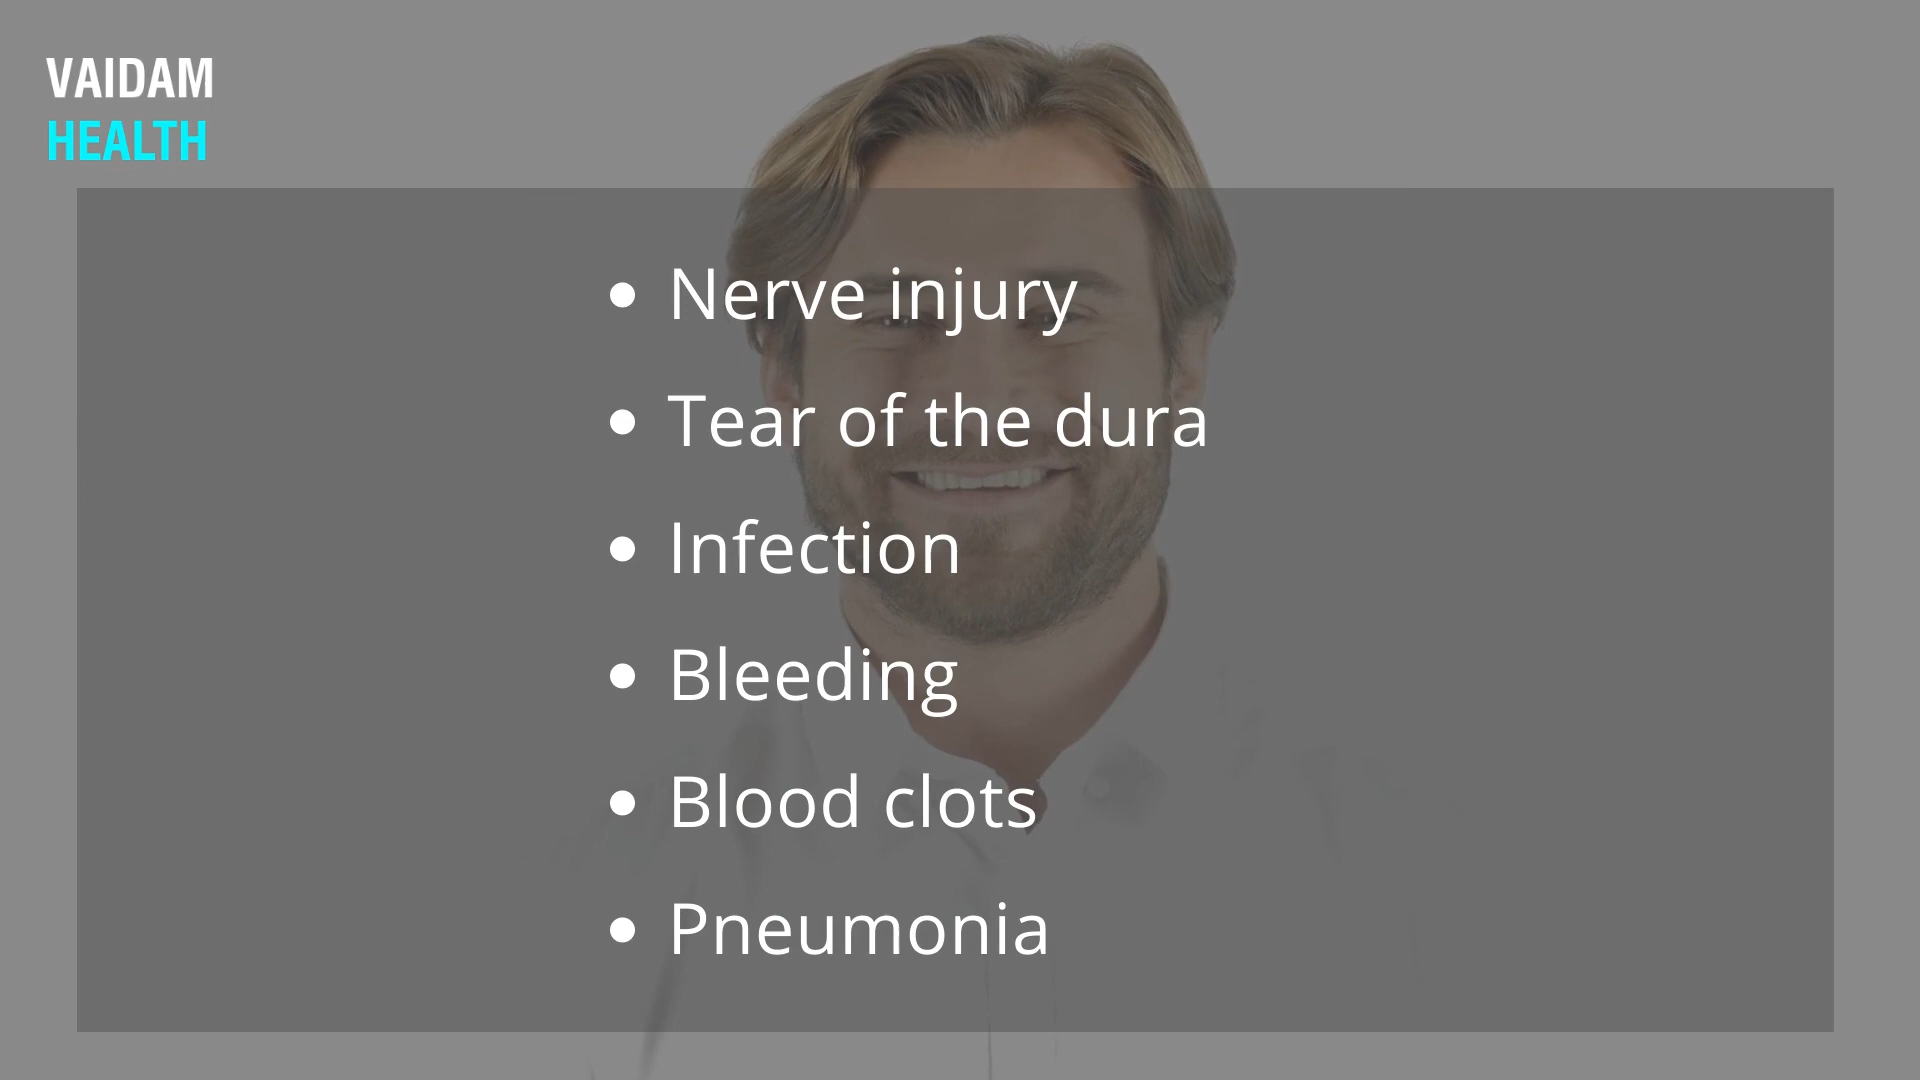 VAIDAM
HEALTH
• Nerve injury
• Tear of the dura
• Infection
• Bleeding
• Blood clots
• Pneumonia